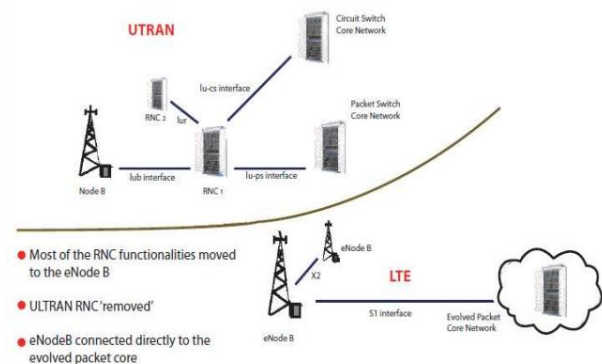 UTRAN
Circuit Switch
Core Network
Iu-cs interface
RNC 2
Iur
Packet Switch
Core Network
Node B
Iub interface
RNC 1
Iu-ps interface
• Most of the RNC functionalities moved
to the eNode B
• ULTRAN RNC ‘removed’
• eNodeB connected directly to the
evolved packet core
eNode B
X2
LTE
eNode B
S1 interface
Evolved Packet
Core Network